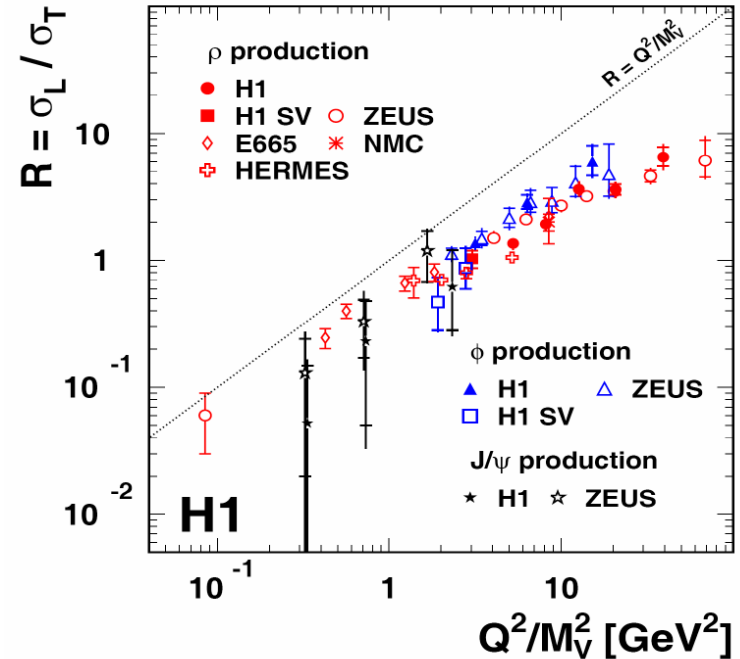 R = σL / σT
10
1
10⁻¹
10⁻²
ρ production
H1
H1 SV ZEUS
E665 NMC
HERMES
R = Q²/M²V
ϕ production
H1 ZEUS
H1 SV
J/ψ production
H1 ZEUS
H1
10⁻¹ 1 10
Q²/M²V [GeV²]